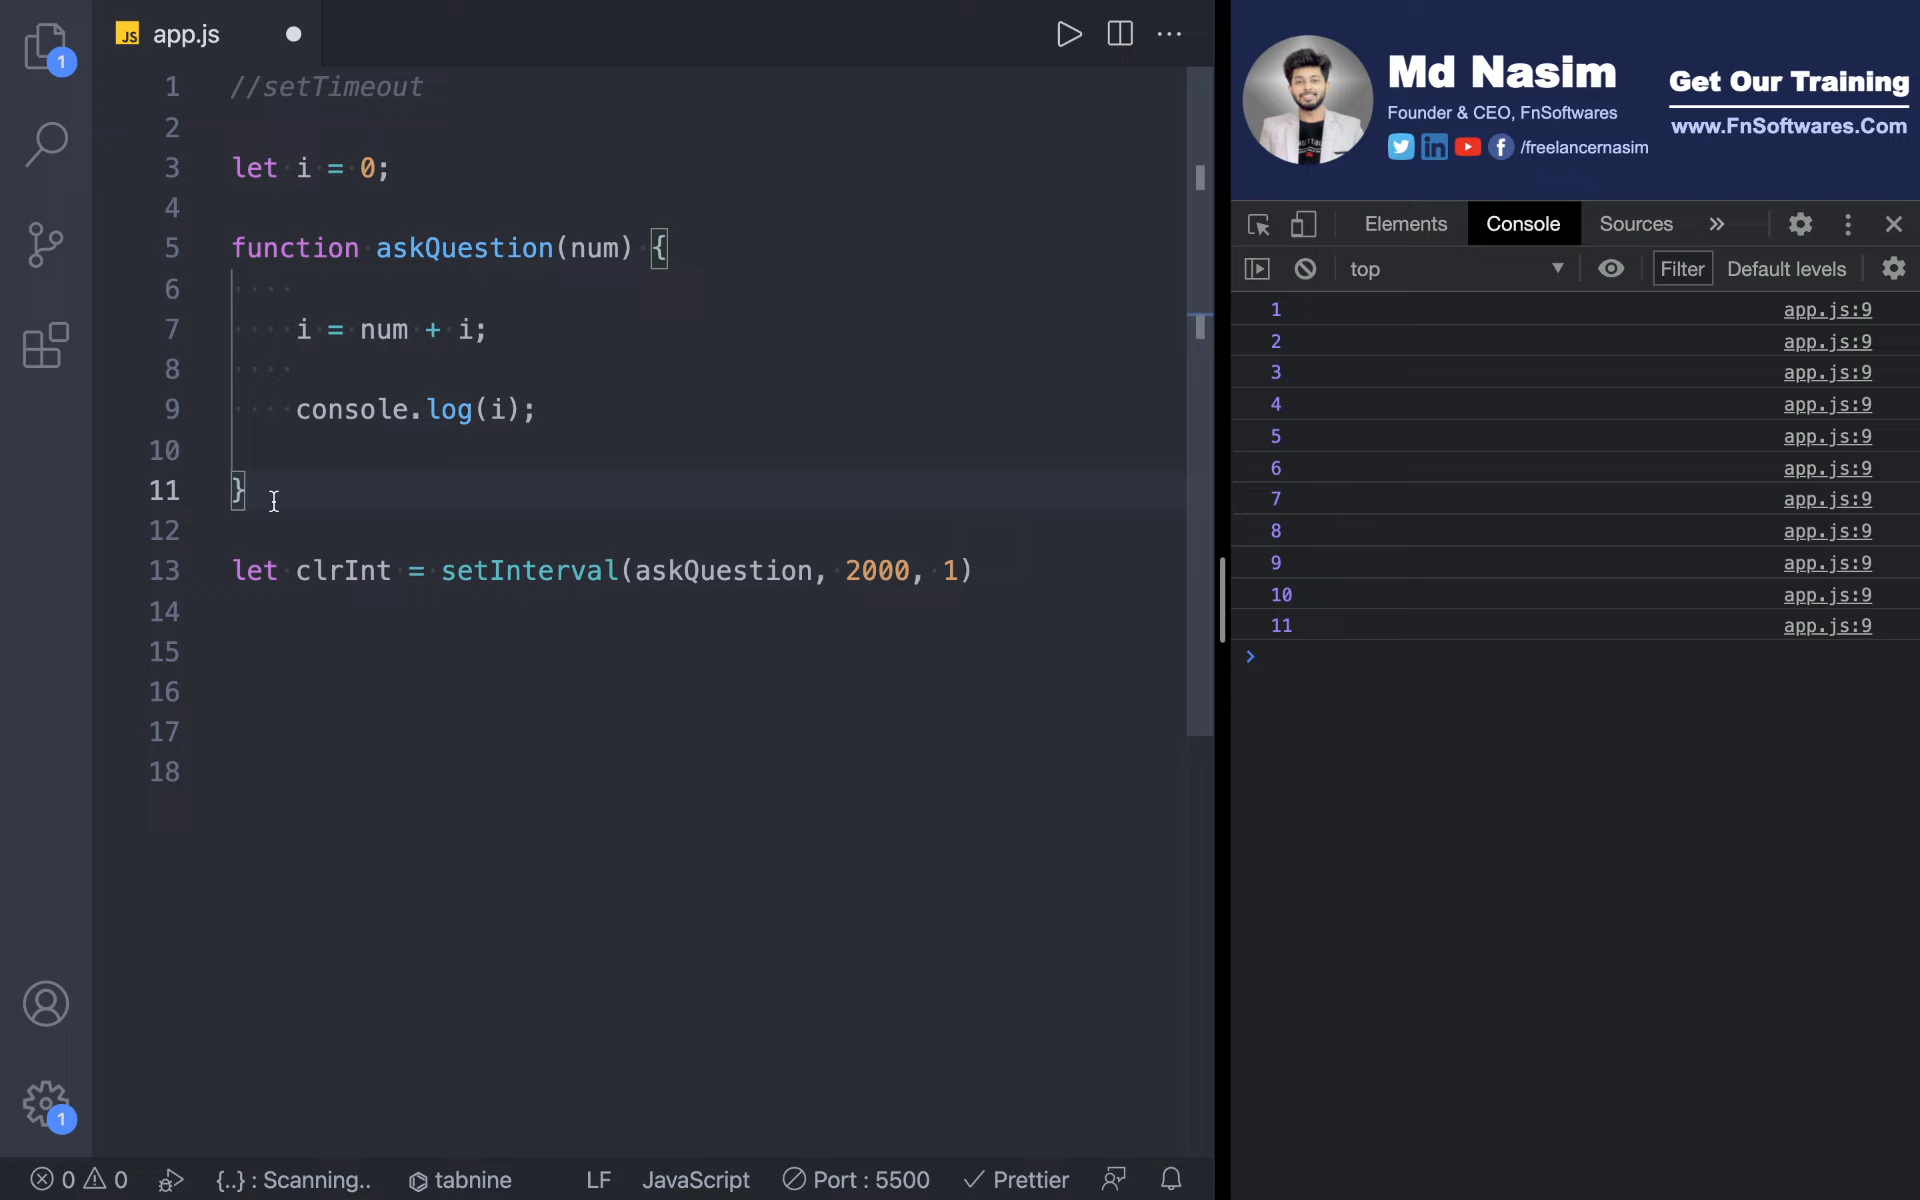 1
JS app.js
1 //setTimeout
2
3 let i = 0;
4
5 function askQuestion(num) {
6
7 i = num + i;
8
9 console.log(i);
10
11 }
12
13 let clrInt = setInterval(askQuestion, 2000, 1)
14
15
16
17
18
1
0 0 {..} : Scanning.. tabnine LF JavaScript Port : 5500 Prettier
Md Nasim
Founder & CEO, FnSoftwares
/freelancernasim
Get Our Training
www.FnSoftwares.Com
Elements Console Sources
top Filter Default levels
1 app.js:9
2 app.js:9
3 app.js:9
4 app.js:9
5 app.js:9
6 app.js:9
7 app.js:9
8 app.js:9
9 app.js:9
10 app.js:9
11 app.js:9